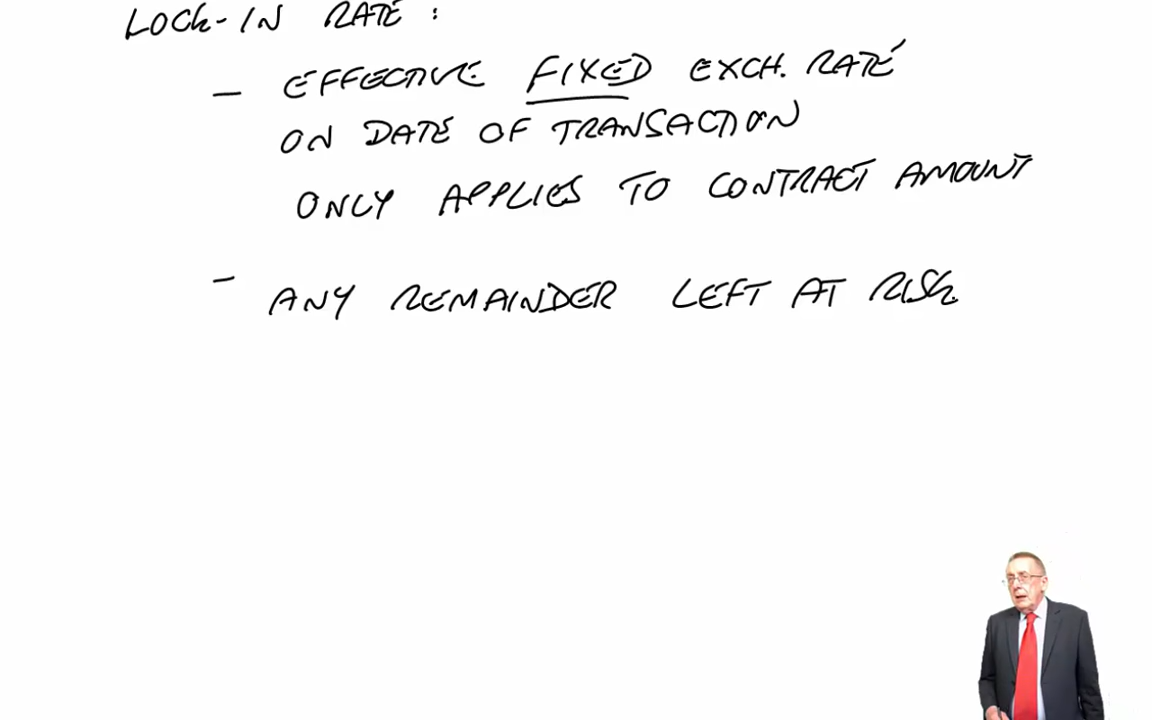 LOCK-IN RATE :
- EFFECTIVE FIXED EXCH. RATE
ON DATE OF TRANSACTION
ONLY APPLIES TO CONTRACT AMOUNT
- ANY REMAINDER LEFT AT RISK.